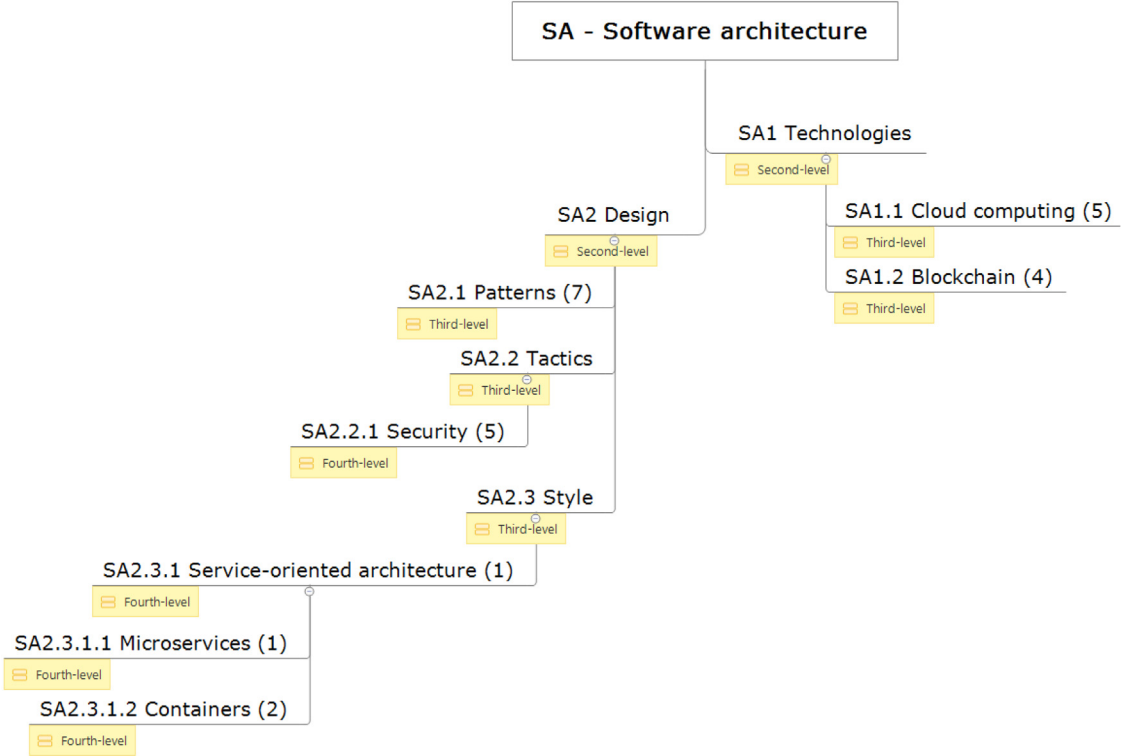 SA - Software architecture
SA1 Technologies
Second-level
SA1.1 Cloud computing (5)
Third-level
SA1.2 Blockchain (4)
Third-level
SA2 Design
Second-level
SA2.1 Patterns (7)
Third-level
SA2.2 Tactics
Third-level
SA2.2.1 Security (5)
Fourth-level
SA2.3 Style
Third-level
SA2.3.1 Service-oriented architecture (1)
Fourth-level
SA2.3.1.1 Microservices (1)
Fourth-level
SA2.3.1.2 Containers (2)
Fourth-level